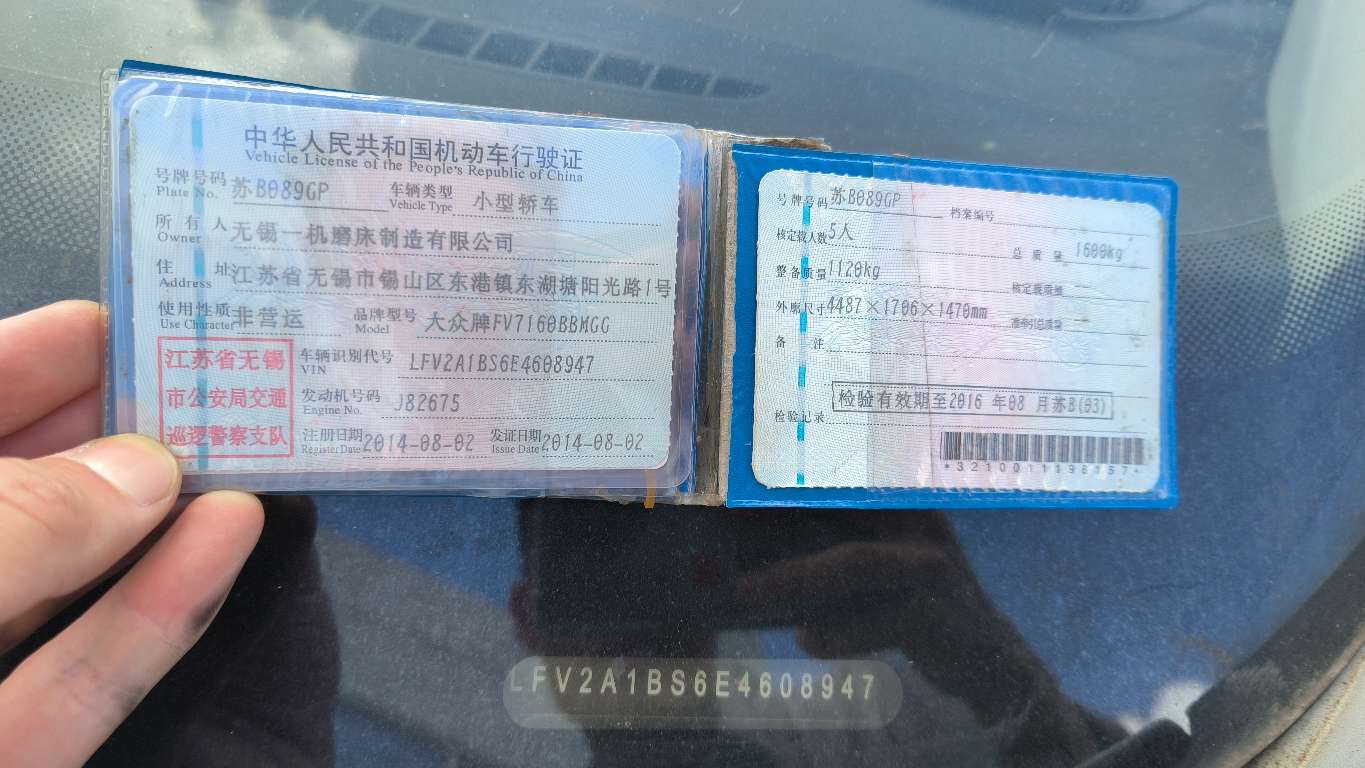 中华人民共和国机动车行驶证
Vehicle License of the People's Republic of China
号牌号码 苏B089GP 车辆类型 小型轿车
Plate No. Vehicle Type
所有人 无锡一机磨床制造有限公司
Owner
住址 江苏省无锡市锡山区东港镇东湖塘阳光路1号
Address
使用性质 非营运 品牌型号 大众牌FV7160BBMGG
Use Character Model
江苏省无锡
市公安局交通
巡逻警察支队
车辆识别代号 LFV2A1BS6E4608947
VIN
发动机号码 J82675
Engine No.
注册日期 2014-08-02 发证日期 2014-08-02
Register Date Issue Date
号牌号码 苏B089GP 档案编号
核定载人数 5人 总质量 1600kg
整备质量 1120kg 核定载质量
外廓尺寸 4487×1706×1470mm 准牵引总质量
备注
检验记录 检验有效期至2016年08月苏B(03)
*3210011196157*
LFV2A1BS6E4608947